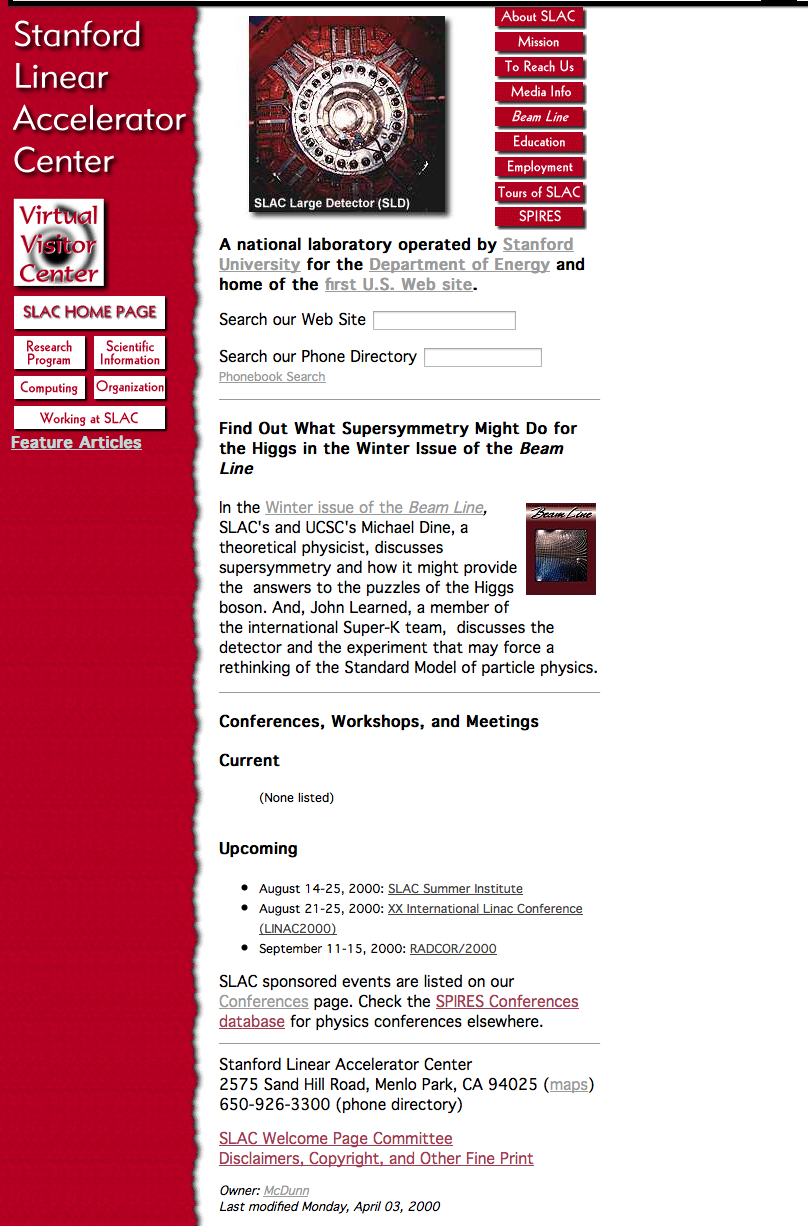 Stanford
Linear
Accelerator
Center
Virtual
Visitor
Center
SLAC HOME PAGE
Research
Program
Scientific
Information
Computing
Organization
Working at SLAC
Feature Articles
SLAC Large Detector (SLD)
About SLAC
Mission
To Reach Us
Media Info
Beam Line
Education
Employment
Tours of SLAC
SPIRES
A national laboratory operated by Stanford
University for the Department of Energy and
home of the first U.S. Web site.
Search our Web Site
Search our Phone Directory
Phonebook Search
Find Out What Supersymmetry Might Do for
the Higgs in the Winter Issue of the Beam
Line
In the Winter issue of the Beam Line,
SLAC's and UCSC's Michael Dine, a
theoretical physicist, discusses
supersymmetry and how it might provide
the answers to the puzzles of the Higgs
boson. And, John Learned, a member of
the international Super-K team, discusses the
detector and the experiment that may force a
rethinking of the Standard Model of particle physics.
Beam Line
Conferences, Workshops, and Meetings
Current
(None listed)
Upcoming
• August 14-25, 2000: SLAC Summer Institute
• August 21-25, 2000: XX International Linac Conference
(LINAC2000)
• September 11-15, 2000: RADCOR/2000
SLAC sponsored events are listed on our
Conferences page. Check the SPIRES Conferences
database for physics conferences elsewhere.
Stanford Linear Accelerator Center
2575 Sand Hill Road, Menlo Park, CA 94025 (maps)
650-926-3300 (phone directory)
SLAC Welcome Page Committee
Disclaimers, Copyright, and Other Fine Print
Owner: McDunn
Last modified Monday, April 03, 2000